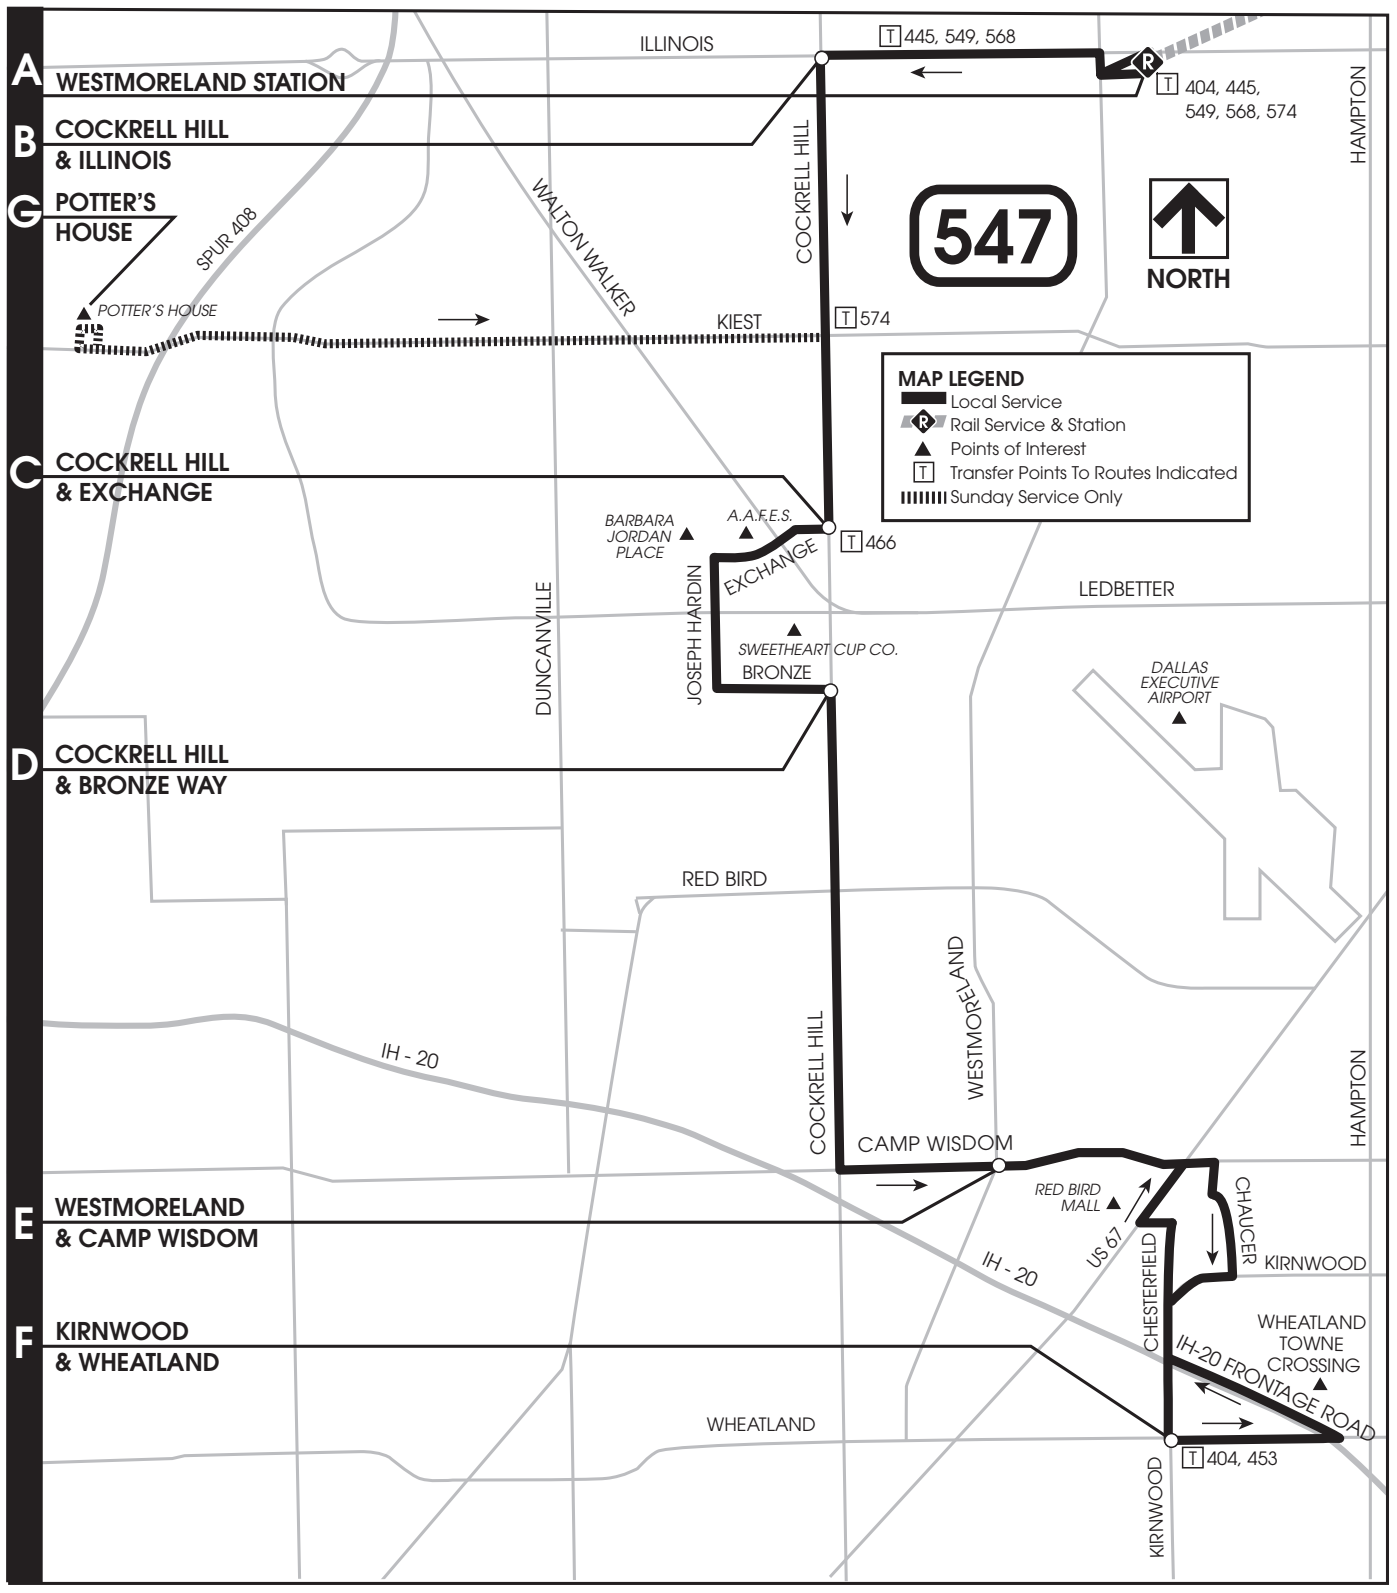 ILLINOIS
T 445, 549, 568
A
WESTMORELAND STATION
R
T 404, 445,
549, 568, 574
HAMPTON
B
COCKRELL HILL
& ILLINOIS
COCKRELL HILL
G
POTTER'S
HOUSE
SPUR 408
WALTON WALKER
547
NORTH
POTTER'S HOUSE
KIEST
T 574
MAP LEGEND
Local Service
R Rail Service & Station
Points of Interest
T Transfer Points To Routes Indicated
Sunday Service Only
C
COCKRELL HILL
& EXCHANGE
BARBARA
JORDAN
PLACE
A.A.F.E.S.
T 466
EXCHANGE
JOSEPH HARDIN
LEDBETTER
DUNCANVILLE
SWEETHEART CUP CO.
BRONZE
DALLAS
EXECUTIVE
AIRPORT
D
COCKRELL HILL
& BRONZE WAY
RED BIRD
WESTMORELAND
IH - 20
COCKRELL HILL
HAMPTON
CAMP WISDOM
E
WESTMORELAND
& CAMP WISDOM
RED BIRD
MALL
US 67
CHAUCER
CHESTERFIELD
KIRNWOOD
IH - 20
F
KIRNWOOD
& WHEATLAND
WHEATLAND
TOWNE
CROSSING
IH-20 FRONTAGE ROAD
WHEATLAND
T 404, 453
KIRNWOOD